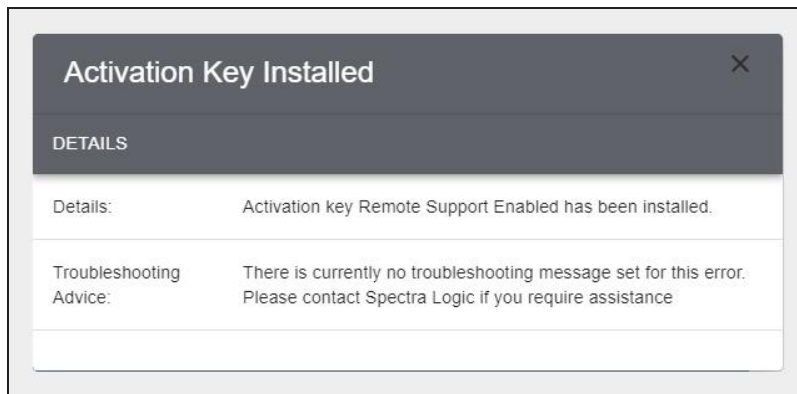 Activation Key Installed
DETAILS
Details: Activation key Remote Support Enabled has been installed.
Troubleshooting Advice: There is currently no troubleshooting message set for this error.
Please contact Spectra Logic if you require assistance